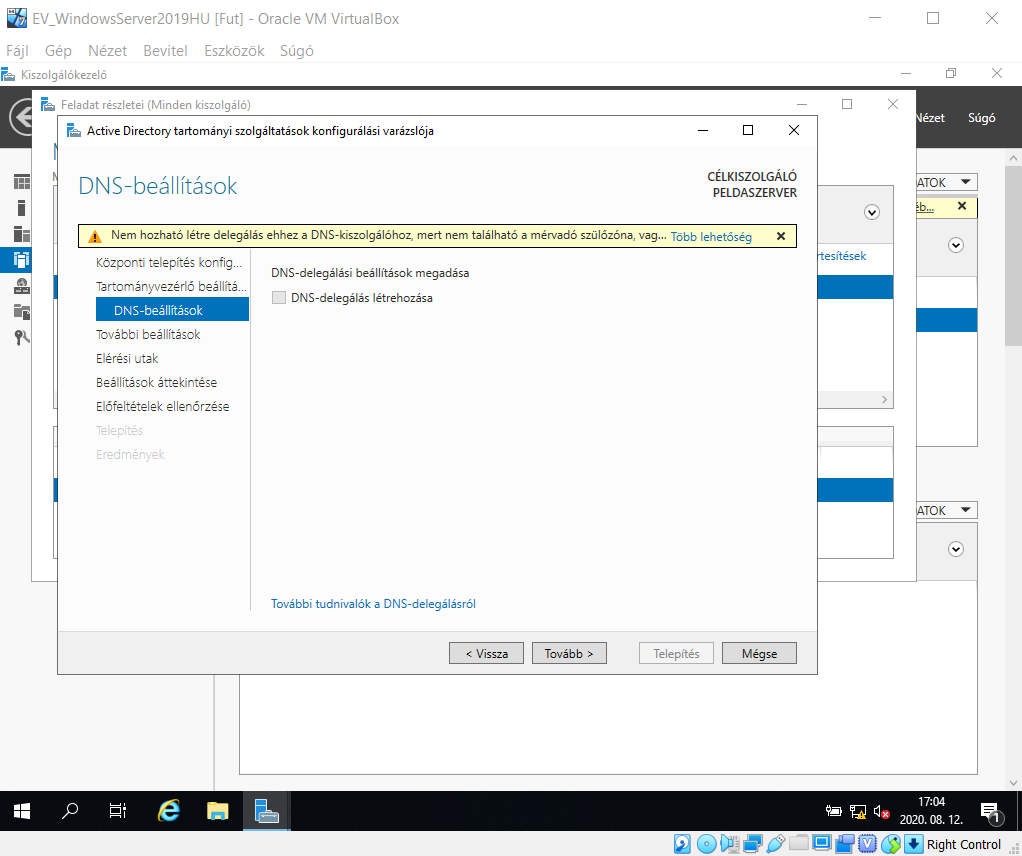 EV_WindowsServer2019HU [Fut] - Oracle VM VirtualBox
Fájl Gép Nézet Bevitel Eszközök Súgó
Kiszolgálókezelő
Feladat részletei (Minden kiszolgáló)
Nézet Súgó
Active Directory tartományi szolgáltatások konfigurálási varázslója
DNS-beállítások
CÉLKISZOLGÁLÓ
PELDASZERVER
ATOK
Nem hozható létre delegálás ehhez a DNS-kiszolgálóhoz, mert nem található a mérvadó szülőzóna, vag... Több lehetőség
Központi telepítés konfig...
Tartományvezérlő beállítá...
DNS-beállítások
További beállítások
Elérési utak
Beállítások áttekintése
Előfeltételek ellenőrzése
Telepítés
Eredmények
DNS-delegálási beállítások megadása
DNS-delegálás létrehozása
rtesítések
ATOK
További tudnivalók a DNS-delegálásról
< Vissza Tovább > Telepítés Mégse
17:04
2020. 08. 12.
1
Right Control